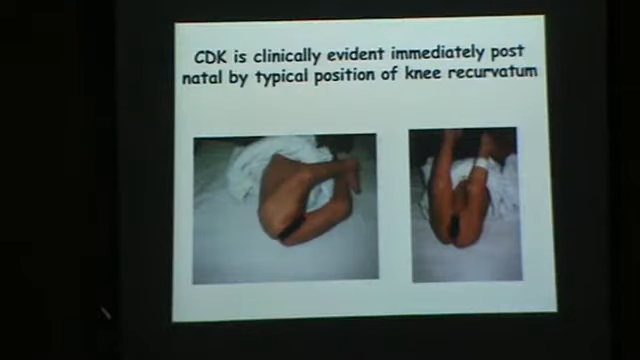 CDK is clinically evident immediately post
natal by typical position of knee recurvatum